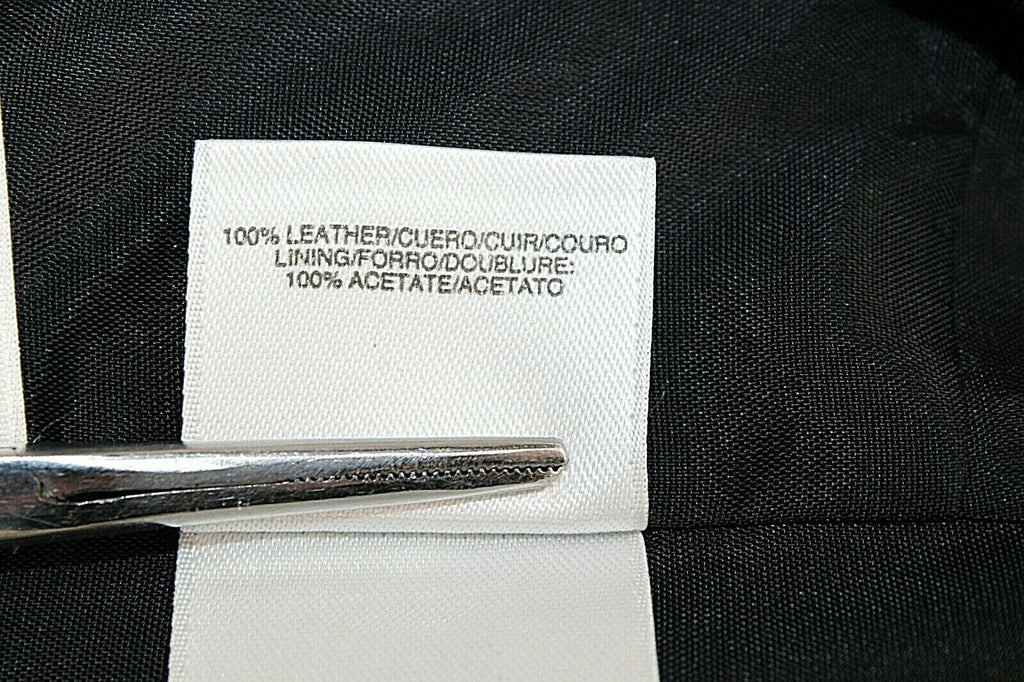 100% LEATHER/CUERO/CUIR/COURO
LINING/FORRO/DOUBLURE:
100% ACETATE/ACETATO